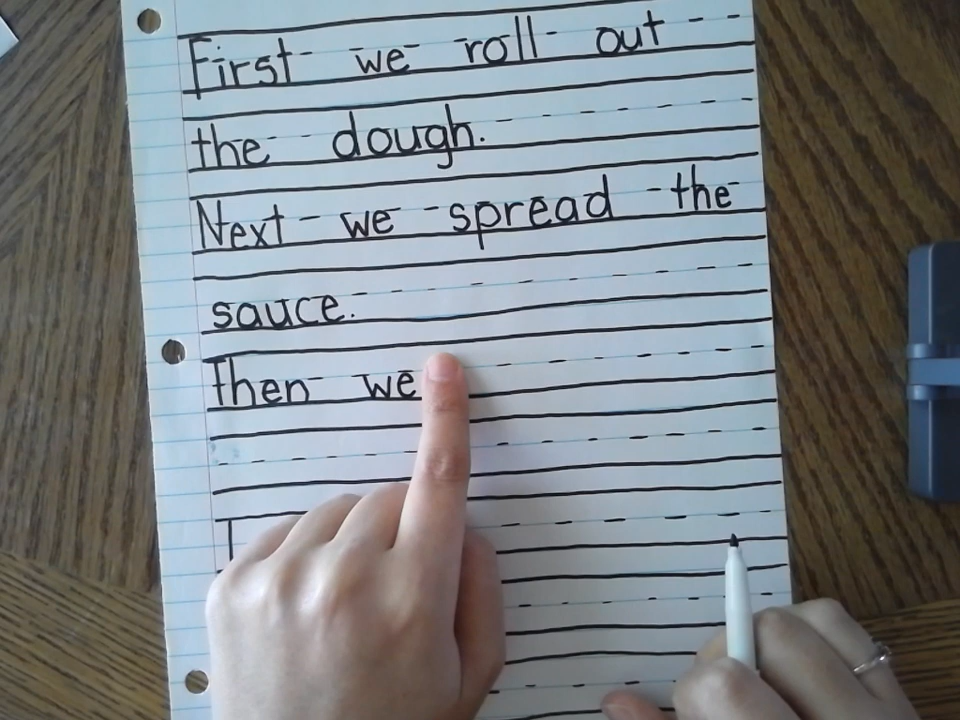 First we roll out
the dough.
Next we spread the
sauce.
Then we